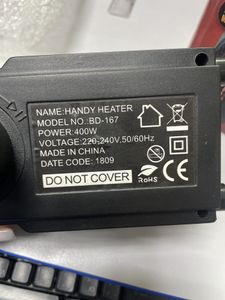 NAME:HANDY HEATER
MODEL NO.:BD-167
POWER:400W
VOLTAGE:220,240V,50/60Hz
MADE IN CHINA
DATE CODE: 1809
DO NOT COVER
RoHS